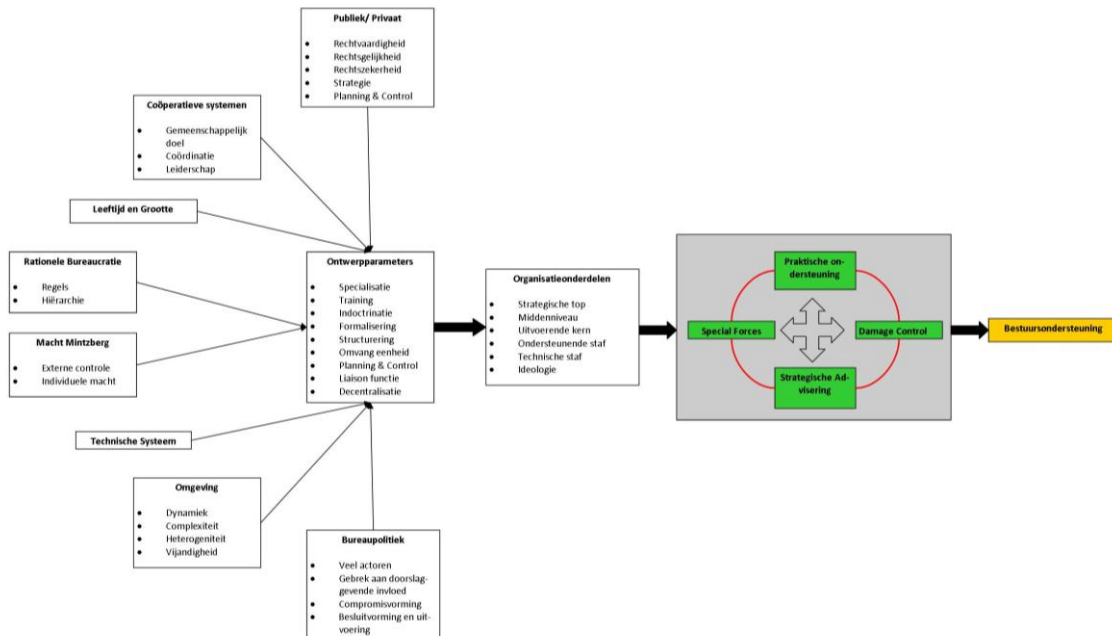 Publiek/ Privaat
• Rechtvaardigheid
• Rechtsgelijkheid
• Rechtszekerheid
• Strategie
• Planning & Control
Coöperatieve systemen
• Gemeenschappelijk
doel
• Coördinatie
• Leiderschap
Leeftijd en Grootte
Rationele Bureaucratie
• Regels
• Hiërarchie
Macht Mintzberg
• Externe controle
• Individuele macht
Technische Systeem
Omgeving
• Dynamiek
• Complexiteit
• Heterogeniteit
• Vijandigheid
Bureaupolitiek
• Veel actoren
• Gebrek aan doorslag-
gevende invloed
• Compromisvorming
• Besluitvorming en uit-
voering
Ontwerpparameters
• Specialisatie
• Training
• Indoctrinatie
• Formalisering
• Structurering
• Omvang eenheid
• Planning & Control
• Liaison functie
• Decentralisatie
Organisatieonderdelen
• Strategische top
• Middenniveau
• Uitvoerende kern
• Ondersteunende staf
• Technische staf
• Ideologie
Praktische on-
dersteuning
Special Forces
Damage Control
Strategische Ad-
visering
Bestuursondersteuning